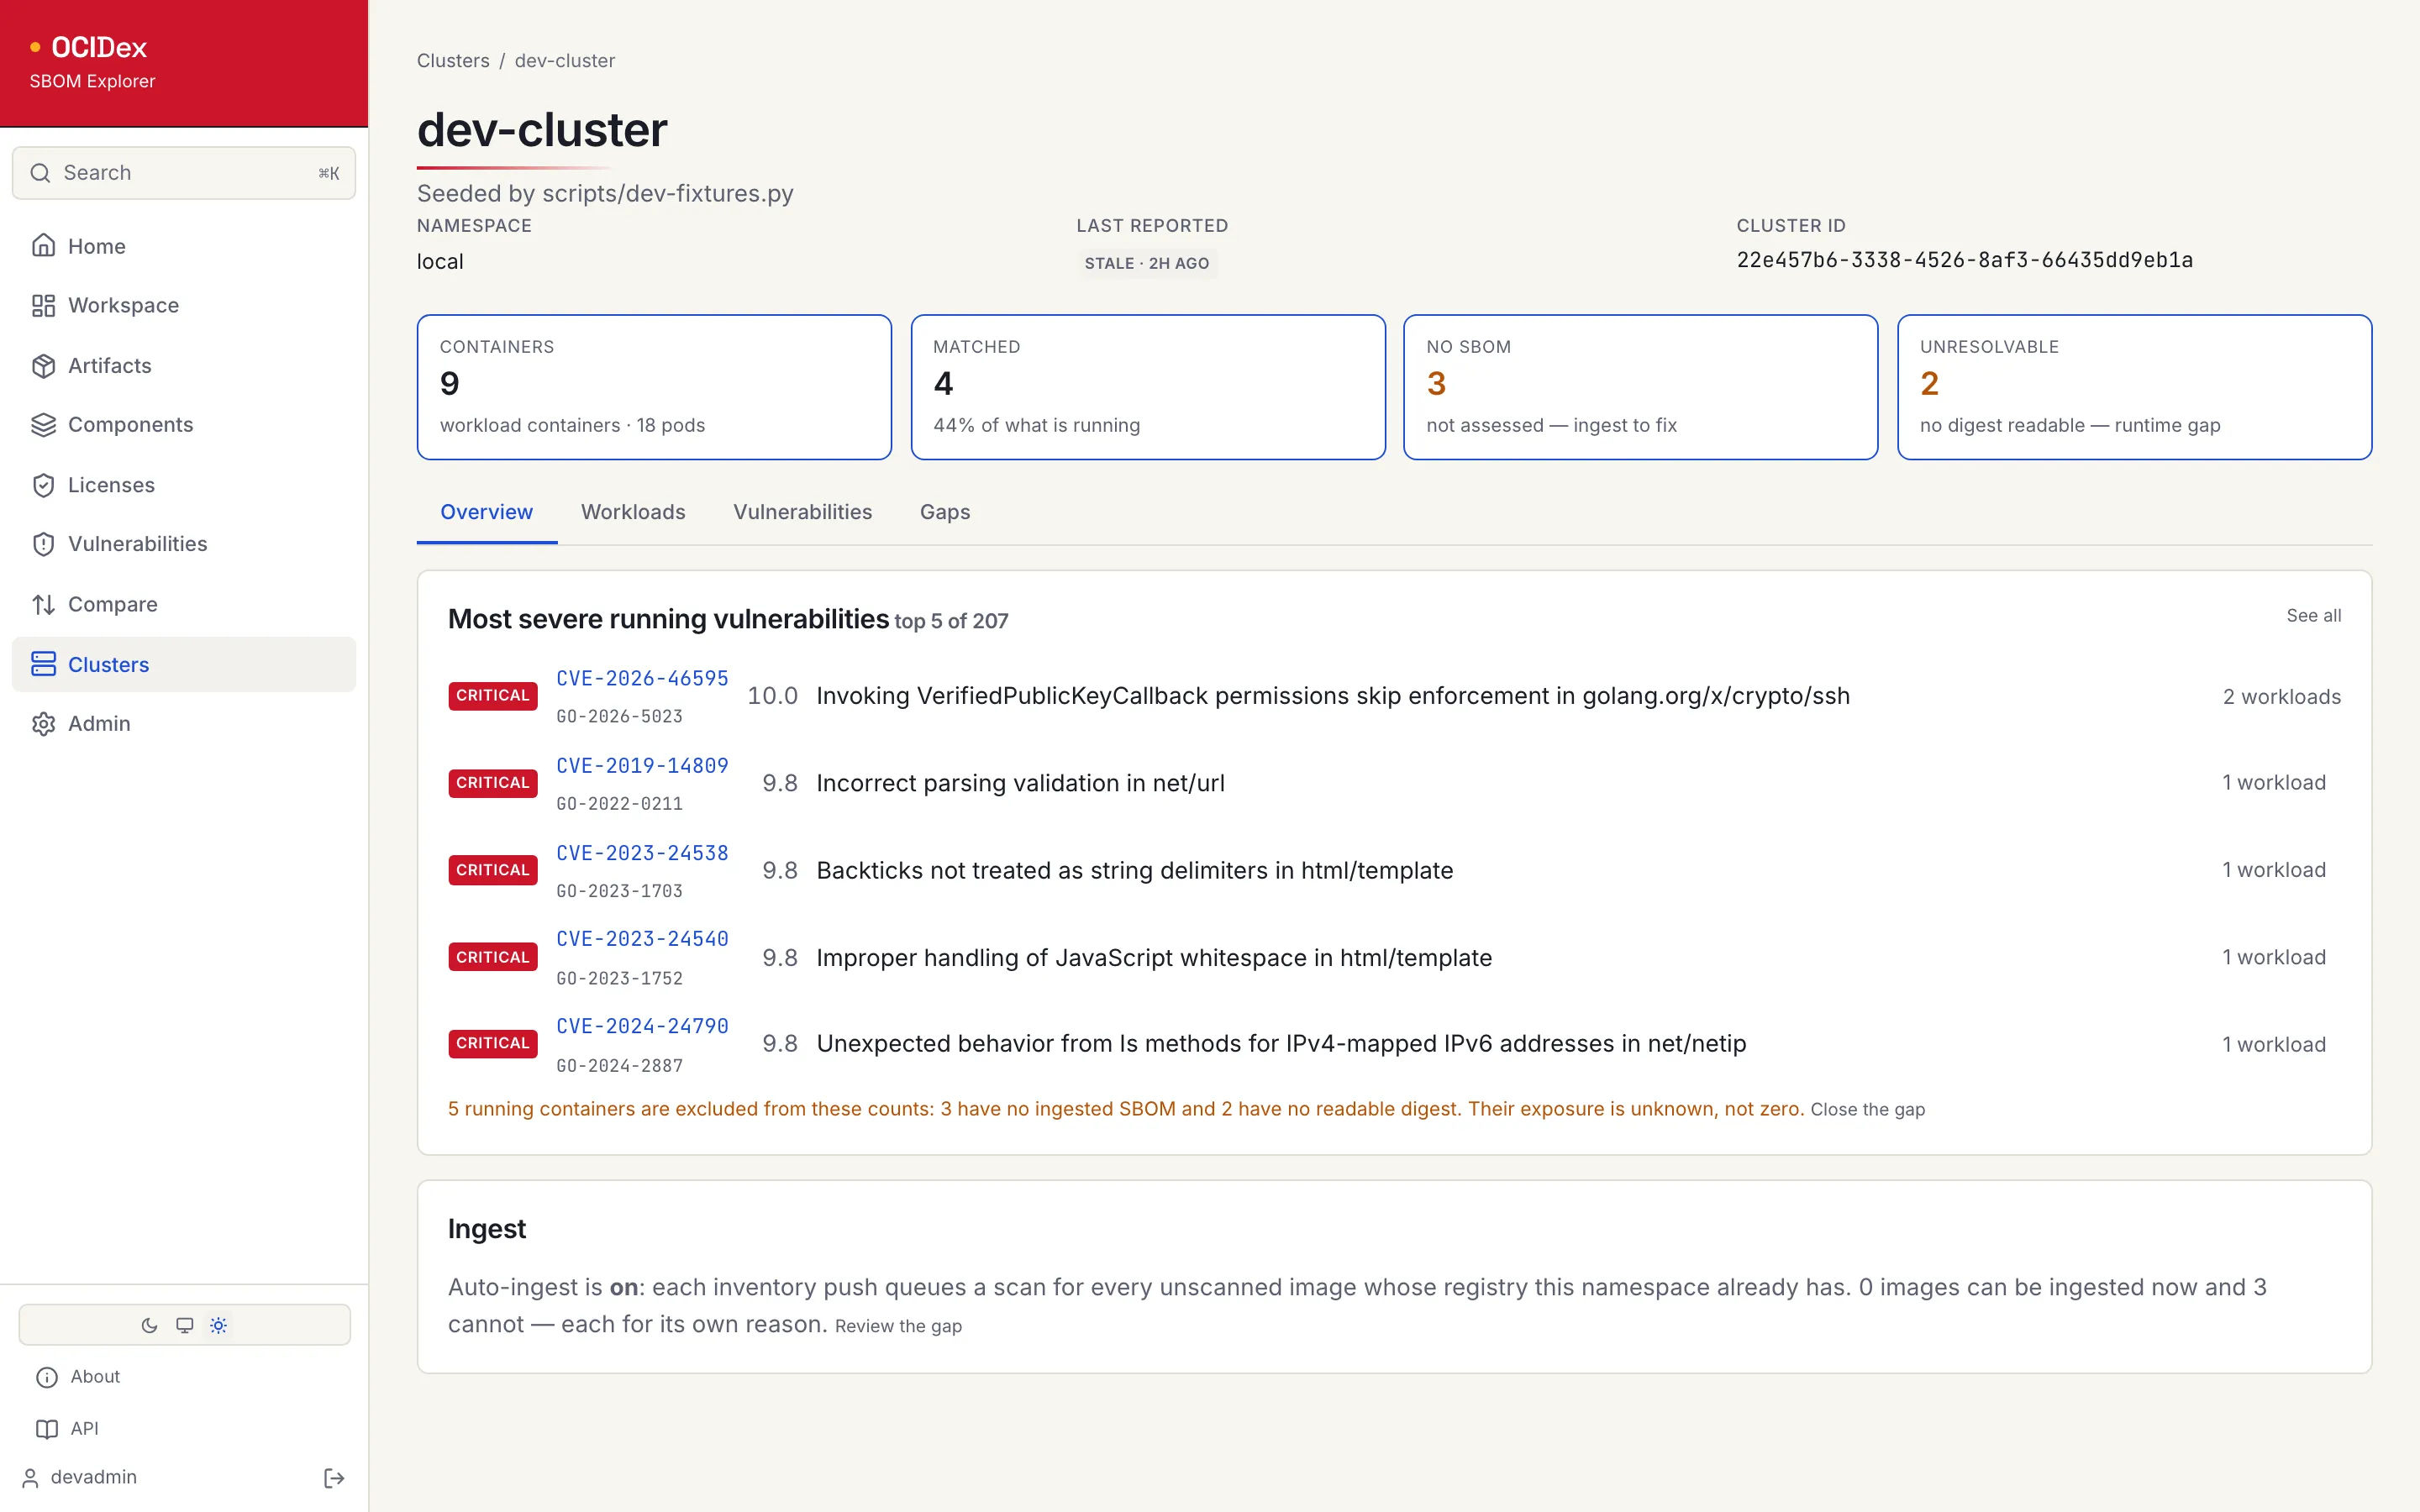 OCIDex
SBOM Explorer
Search ⌘K
Home
Workspace
Artifacts
Components
Licenses
Vulnerabilities
Compare
Clusters
Admin
About
API
devadmin
Clusters / dev-cluster
dev-cluster
Seeded by scripts/dev-fixtures.py
NAMESPACE
local
LAST REPORTED
STALE · 2H AGO
CLUSTER ID
22e457b6-3338-4526-8af3-66435dd9eb1a
CONTAINERS
9
workload containers · 18 pods
MATCHED
4
44% of what is running
NO SBOM
3
not assessed — ingest to fix
UNRESOLVABLE
2
no digest readable — runtime gap
Overview Workloads Vulnerabilities Gaps
Most severe running vulnerabilities top 5 of 207 See all
CRITICAL CVE-2026-46595 10.0 Invoking VerifiedPublicKeyCallback permissions skip enforcement in golang.org/x/crypto/ssh 2 workloads
GO-2026-5023
CRITICAL CVE-2019-14809 9.8 Incorrect parsing validation in net/url 1 workload
GO-2022-0211
CRITICAL CVE-2023-24538 9.8 Backticks not treated as string delimiters in html/template 1 workload
GO-2023-1703
CRITICAL CVE-2023-24540 9.8 Improper handling of JavaScript whitespace in html/template 1 workload
GO-2023-1752
CRITICAL CVE-2024-24790 9.8 Unexpected behavior from Is methods for IPv4-mapped IPv6 addresses in net/netip 1 workload
GO-2024-2887
5 running containers are excluded from these counts: 3 have no ingested SBOM and 2 have no readable digest. Their exposure is unknown, not zero. Close the gap
Ingest
Auto-ingest is on: each inventory push queues a scan for every unscanned image whose registry this namespace already has. 0 images can be ingested now and 3
cannot — each for its own reason. Review the gap